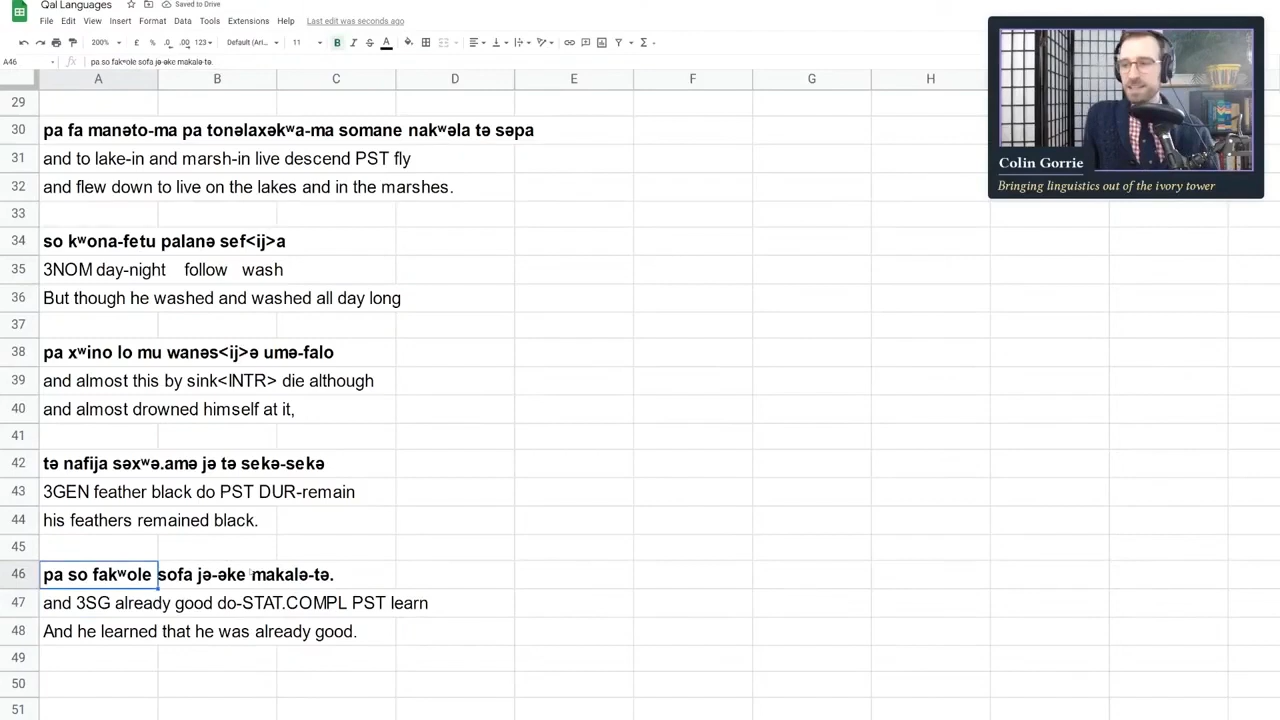 Qal Languages
Saved to Drive
File Edit View Insert Format Data Tools Extensions Help Last edit was seconds ago
200% £ % .0 .00 123 Default (Ari... 11 B I S A
A46 fx pa so fakʷole sofa jə-əke makalə-tə.
A B C D E F G H
29
30 pa fa manəto-ma pa tonəlaxəkʷa-ma somane nakʷəla tə səpa
31 and to lake-in and marsh-in live descend PST fly
32 and flew down to live on the lakes and in the marshes.
33
34 so kʷona-fetu palanə sef<ij>a
35 3NOM day-night follow wash
36 But though he washed and washed all day long
37
38 pa xʷino lo mu wanəs<ij>ə umə-falo
39 and almost this by sink<INTR> die although
40 and almost drowned himself at it,
41
42 tə nafija səxʷə.amə jə tə sekə-sekə
43 3GEN feather black do PST DUR-remain
44 his feathers remained black.
45
46 pa so fakʷole sofa jə-əke makalə-tə.
47 and 3SG already good do-STAT.COMPL PST learn
48 And he learned that he was already good.
49
50
51
Colin Gorrie
Bringing linguistics out of the ivory tower